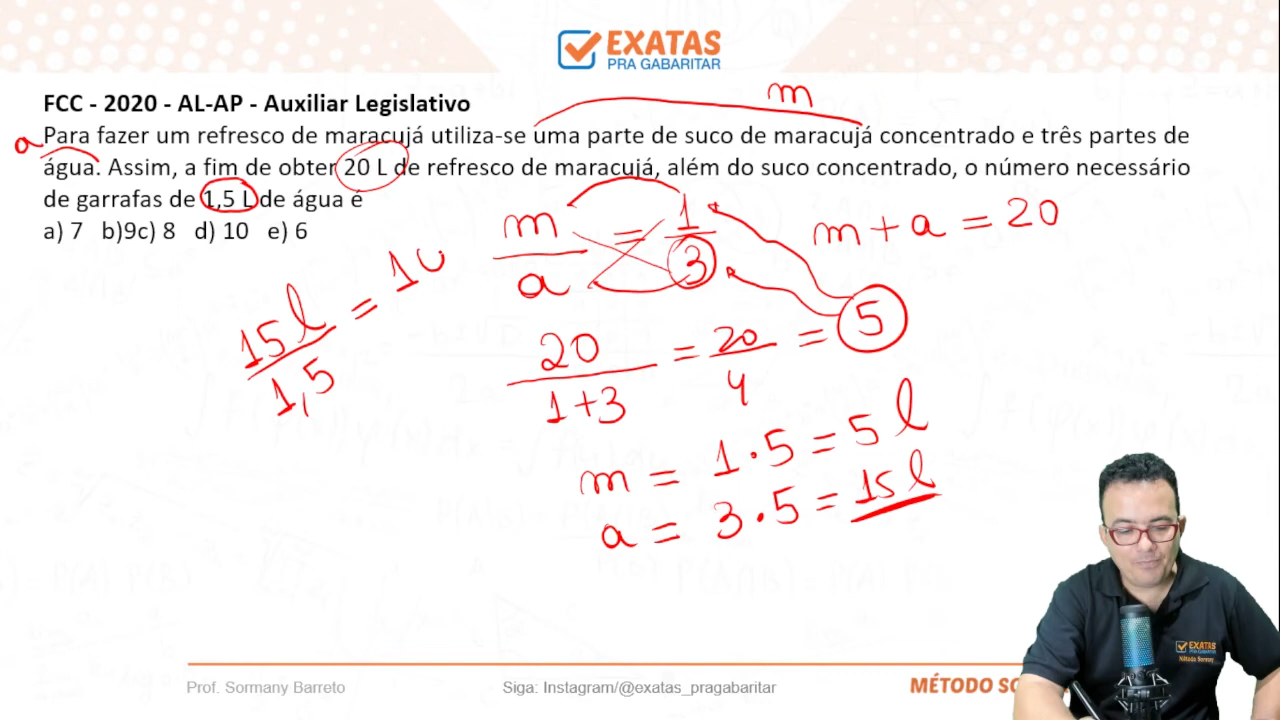 EXATAS
PRA GABARITAR
FCC - 2020 - AL-AP - Auxiliar Legislativo
m
a
Para fazer um refresco de maracujá utiliza-se uma parte de suco de maracujá concentrado e três partes de
água. Assim, a fim de obter 20 L de refresco de maracujá, além do suco concentrado, o número necessário
de garrafas de 1,5 L de água é
a) 7 b)9c) 8 d) 10 e) 6
m/a = 1/3
m + a = 20
15l/1,5 = 10
20/1+3 = 20/4 = 5
m = 1 . 5 = 5 l
a = 3 . 5 = 15 l
EXATAS
PRA GABARITAR
Prof. Sormany Barreto
Siga: Instagram/@exatas_pragabaritar
MÉTODO SO